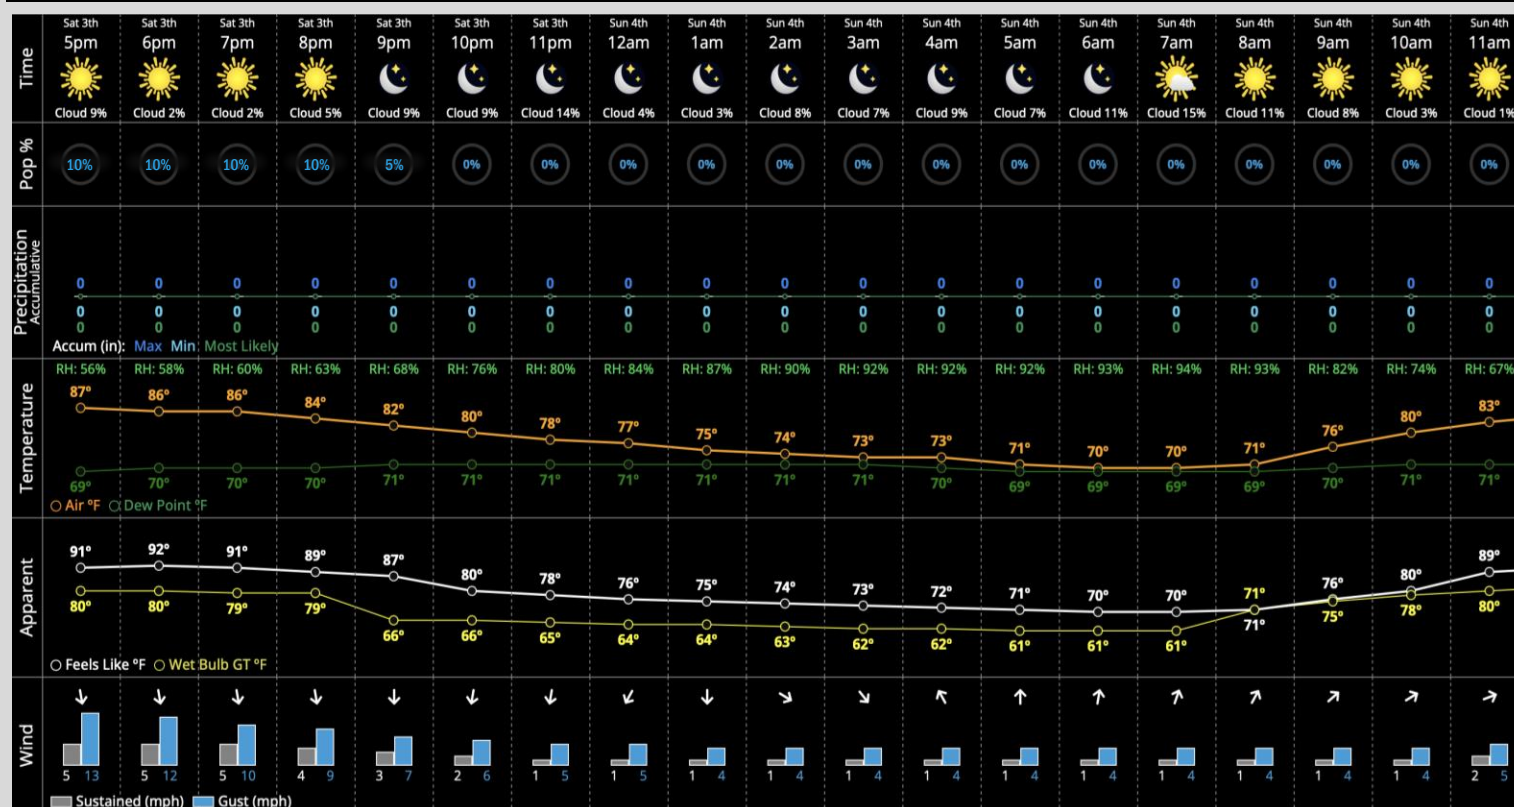 Sat 3th Sat 3th Sat 3th Sat 3th Sat 3th Sat 3th Sat 3th Sun 4th Sun 4th Sun 4th Sun 4th Sun 4th Sun 4th Sun 4th Sun 4th Sun 4th Sun 4th Sun 4th Sun 4th
Time 5pm 6pm 7pm 8pm 9pm 10pm 11pm 12am 1am 2am 3am 4am 5am 6am 7am 8am 9am 10am 11am
Cloud 9% Cloud 2% Cloud 2% Cloud 5% Cloud 9% Cloud 9% Cloud 14% Cloud 4% Cloud 3% Cloud 8% Cloud 7% Cloud 9% Cloud 7% Cloud 11% Cloud 15% Cloud 11% Cloud 8% Cloud 3% Cloud 1%
Pop % 10% 10% 10% 10% 5% 0% 0% 0% 0% 0% 0% 0% 0% 0% 0% 0% 0% 0% 0%
Precipitation
Accumulative
0 0 0 0 0 0 0 0 0 0 0 0 0 0 0 0 0 0 0
0 0 0 0 0 0 0 0 0 0 0 0 0 0 0 0 0 0 0
0 0 0 0 0 0 0 0 0 0 0 0 0 0 0 0 0 0 0
Accum (in): Max Min Most Likely
RH: 56% RH: 58% RH: 60% RH: 63% RH: 68% RH: 76% RH: 80% RH: 84% RH: 87% RH: 90% RH: 92% RH: 92% RH: 92% RH: 93% RH: 94% RH: 93% RH: 82% RH: 74% RH: 67%
Temperature
87° 86° 86° 84° 82° 80° 78° 77° 75° 74° 73° 73° 71° 70° 70° 71° 76° 80° 83°
69° 70° 70° 70° 71° 71° 71° 71° 71° 71° 71° 70° 69° 69° 69° 69° 70° 71° 71°
Air °F Dew Point °F
Apparent
91° 92° 91° 89° 87° 80° 78° 76° 75° 74° 73° 72° 71° 70° 70° 71° 76° 80° 89°
80° 80° 79° 79° 66° 66° 65° 64° 64° 63° 62° 62° 61° 61° 61° 71° 75° 78° 80°
Feels Like °F Wet Bulb GT °F
Wind
5 13 5 12 5 10 4 9 3 7 2 6 1 5 1 5 1 4 1 4 1 4 1 4 1 4 1 4 1 4 1 4 1 4 1 4 2 5
Sustained (mph) Gust (mph)